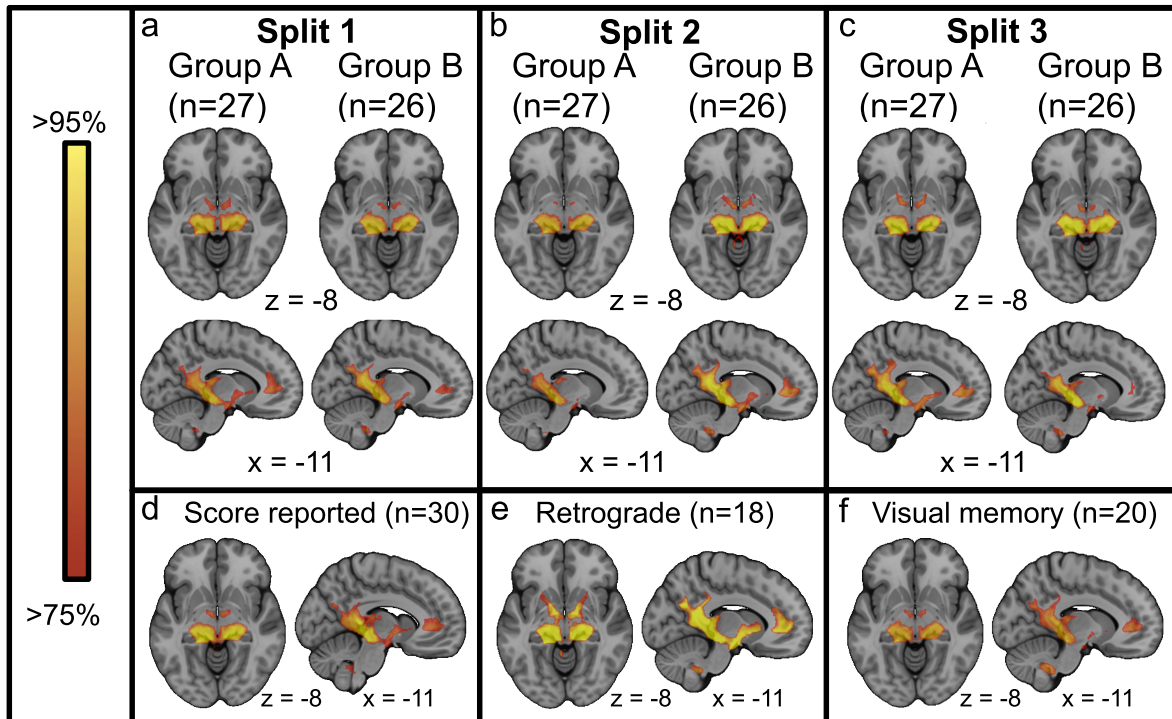 >95%
>75%
a
Split 1
Group A
(n=27)
Group B
(n=26)
z = -8
x = -11
b
Split 2
Group A
(n=27)
Group B
(n=26)
z = -8
x = -11
c
Split 3
Group A
(n=27)
Group B
(n=26)
z = -8
x = -11
d Score reported (n=30)
z = -8 x = -11
e Retrograde (n=18)
z = -8 x = -11
f Visual memory (n=20)
z = -8 x = -11